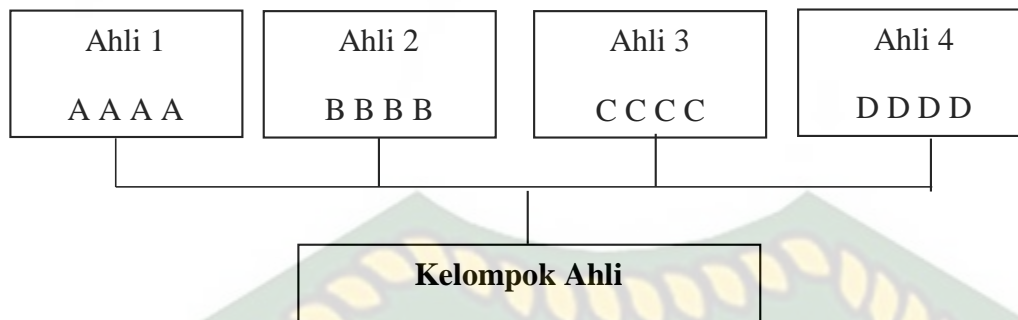 Ahli 1
A A A A
Ahli 2
B B B B
Ahli 3
C C C C
Ahli 4
D D D D
Kelompok Ahli